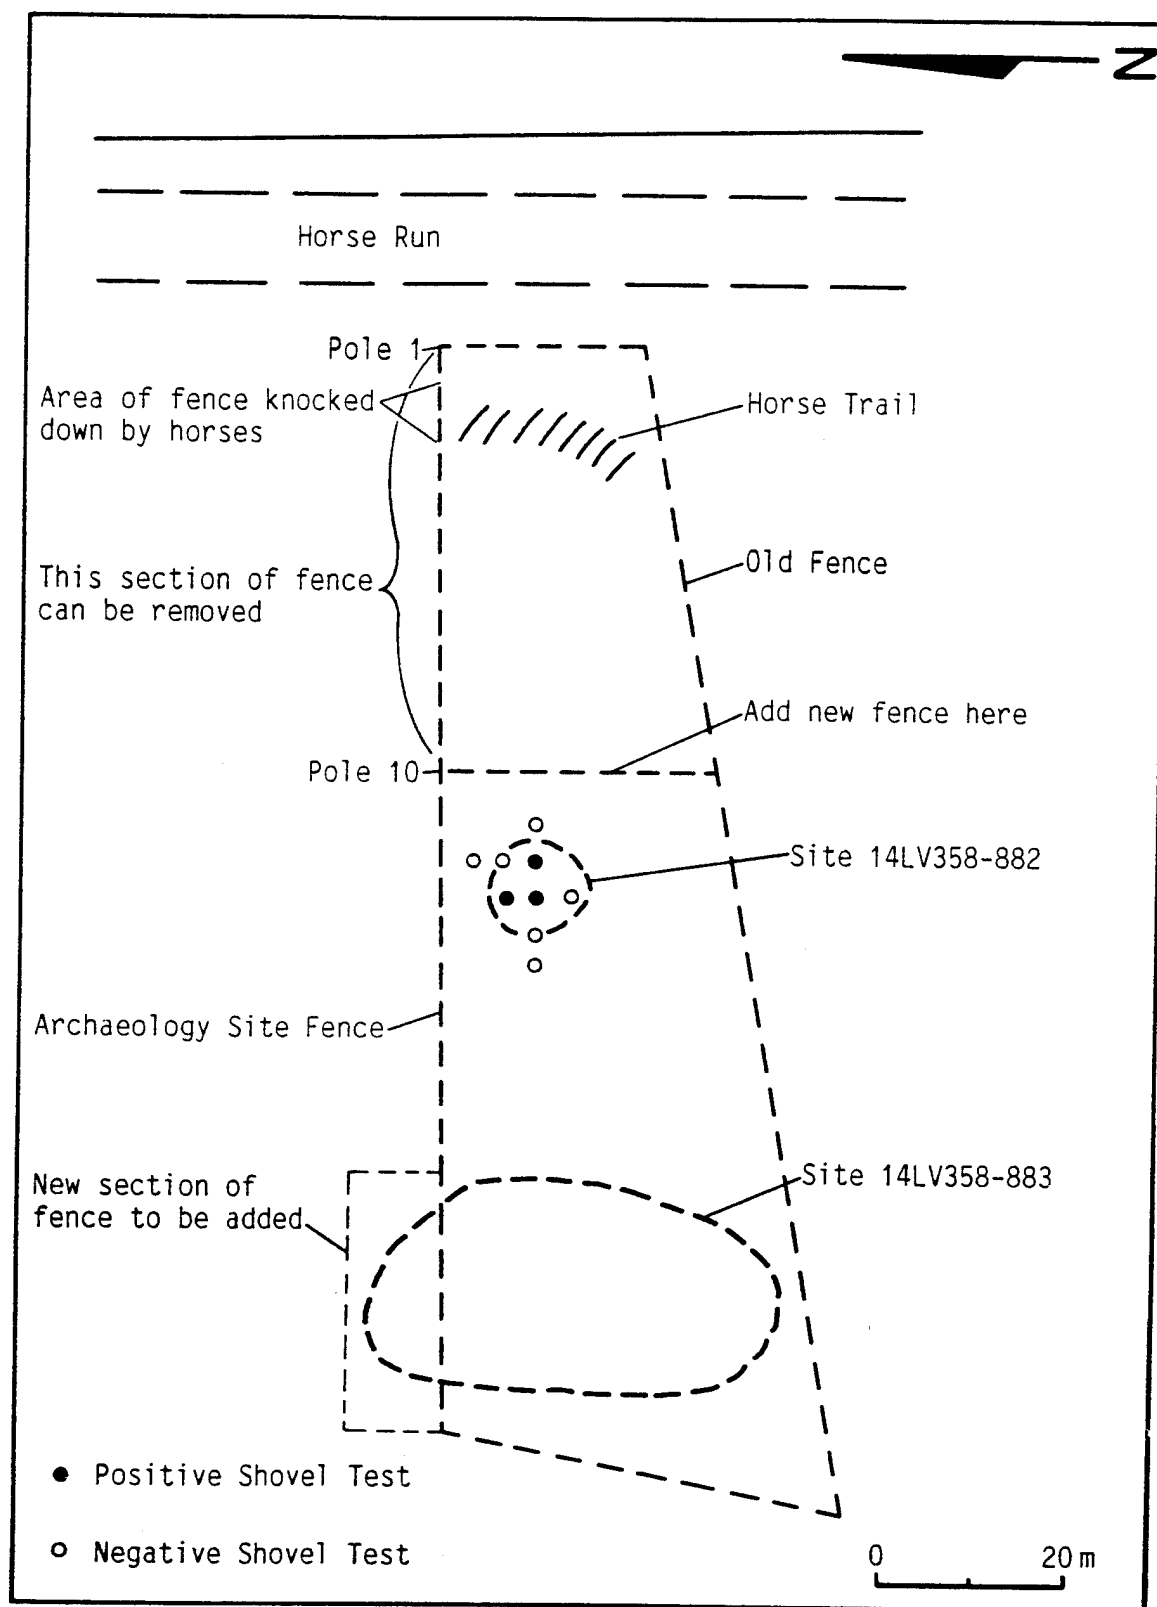 N
Horse Run
Pole 1
Area of fence knocked
down by horses
Horse Trail
Old Fence
This section of fence
can be removed
Add new fence here
Pole 10
Site 14LV358-882
Archaeology Site Fence
Site 14LV358-883
New section of
fence to be added
Positive Shovel Test
Negative Shovel Test
0 20 m